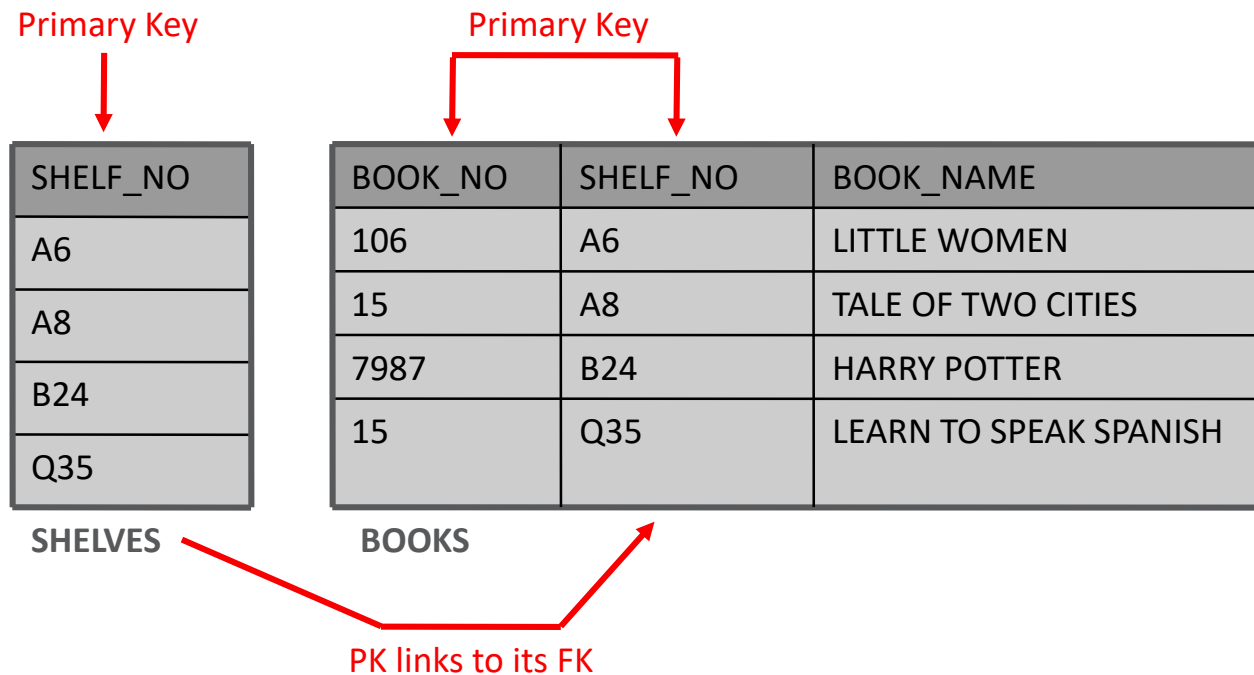 Primary Key
Primary Key
SHELF_NO
A6
A8
B24
Q35
SHELVES
BOOK_NO SHELF_NO BOOK_NAME
106 A6 LITTLE WOMEN
15 A8 TALE OF TWO CITIES
7987 B24 HARRY POTTER
15 Q35 LEARN TO SPEAK SPANISH
BOOKS
PK links to its FK